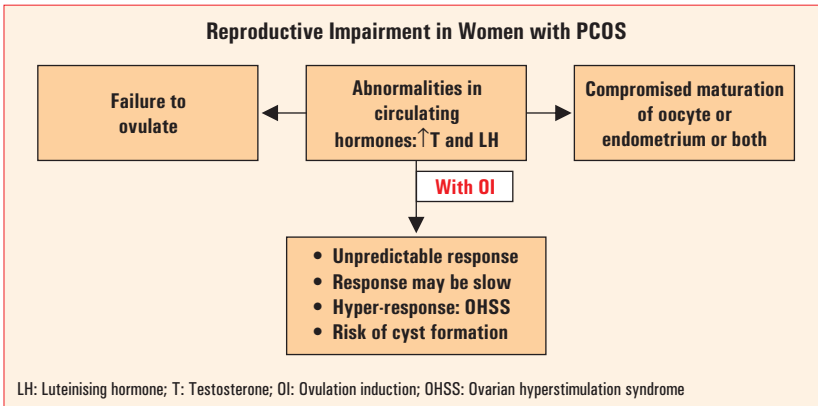 Reproductive Impairment in Women with PCOS
Failure to
ovulate
Abnormalities in
circulating
hormones:↑T and LH
Compromised maturation
of oocyte or
endometrium or both
With OI
• Unpredictable response
• Response may be slow
• Hyper-response: OHSS
• Risk of cyst formation
LH: Luteinising hormone; T: Testosterone; OI: Ovulation induction; OHSS: Ovarian hyperstimulation syndrome